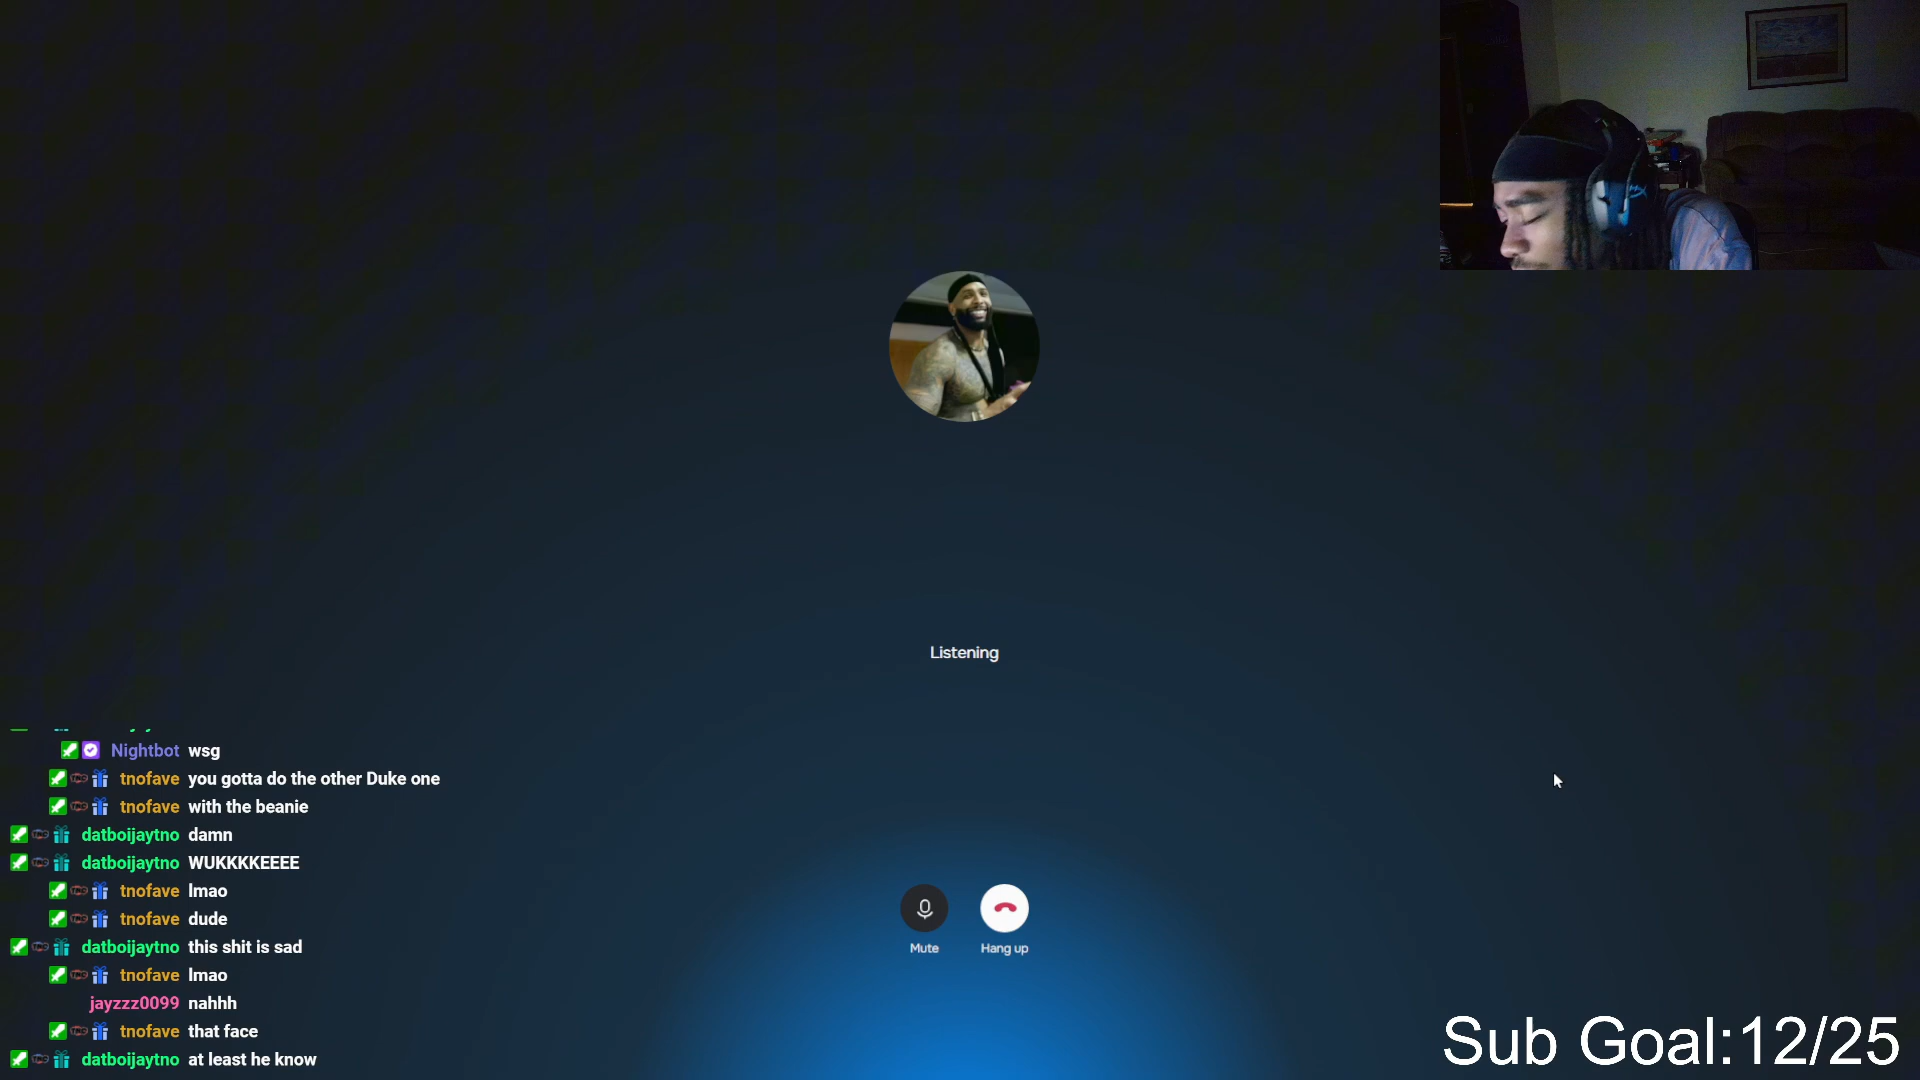 Listening
Nightbot wsg
tnofave you gotta do the other Duke one
tnofave with the beanie
datboijaytno damn
datboijaytno WUKKKKEEEE
tnofave lmao
tnofave dude
datboijaytno this shit is sad
tnofave lmao
jayzzz0099 nahhh
tnofave that face
datboijaytno at least he know
Mute
Hang up
Sub Goal:12/25